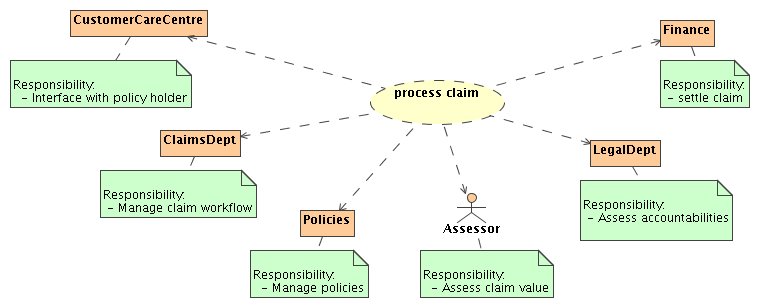 CustomerCareCentre
Responsibility:
- Interface with policy holder
Finance
Responsibility:
- settle claim
process claim
ClaimsDept
Responsibility:
- Manage claim workflow
LegalDept
Responsibility:
- Assess accountabilities
Policies
Responsibility:
- Manage policies
Assessor
Responsibility:
- Assess claim value